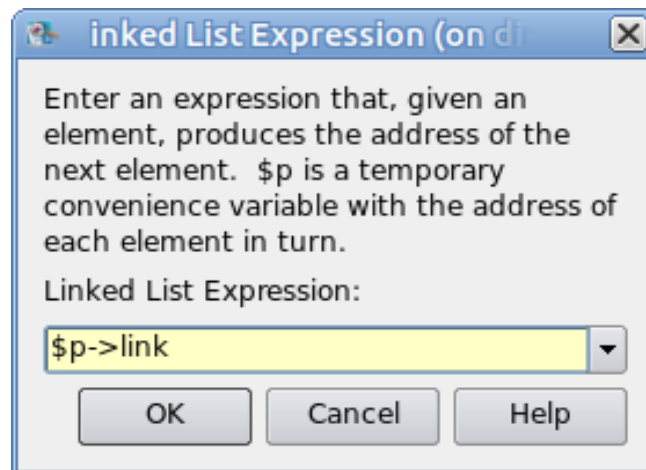 inked List Expression (on di
Enter an expression that, given an
element, produces the address of the
next element.  $p is a temporary
convenience variable with the address of
each element in turn.
Linked List Expression:
$p->link
OK Cancel Help